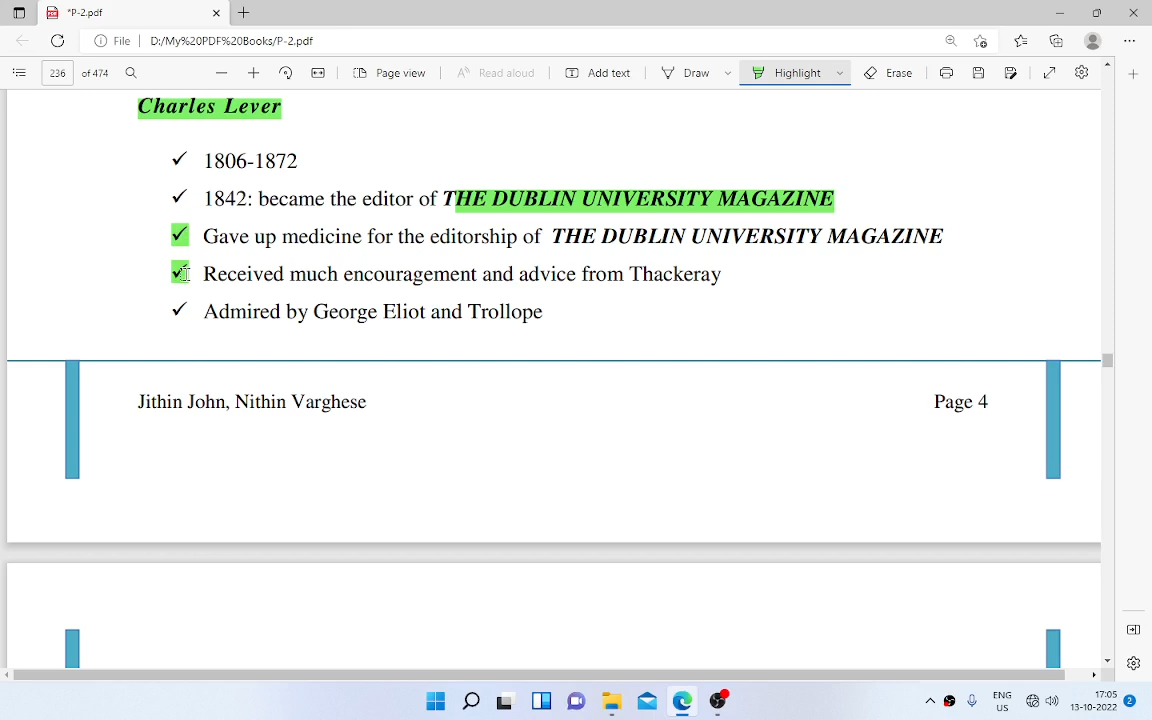 *P-2.pdf
File D:/My%20PDF%20Books/P-2.pdf
236 of 474 Page view Read aloud Add text Draw Highlight Erase
Charles Lever
✓ 1806-1872
✓ 1842: became the editor of THE DUBLIN UNIVERSITY MAGAZINE
✓ Gave up medicine for the editorship of THE DUBLIN UNIVERSITY MAGAZINE
✓ Received much encouragement and advice from Thackeray
✓ Admired by George Eliot and Trollope
Jithin John, Nithin Varghese Page 4
ENG
US
17:05
13-10-2022
2